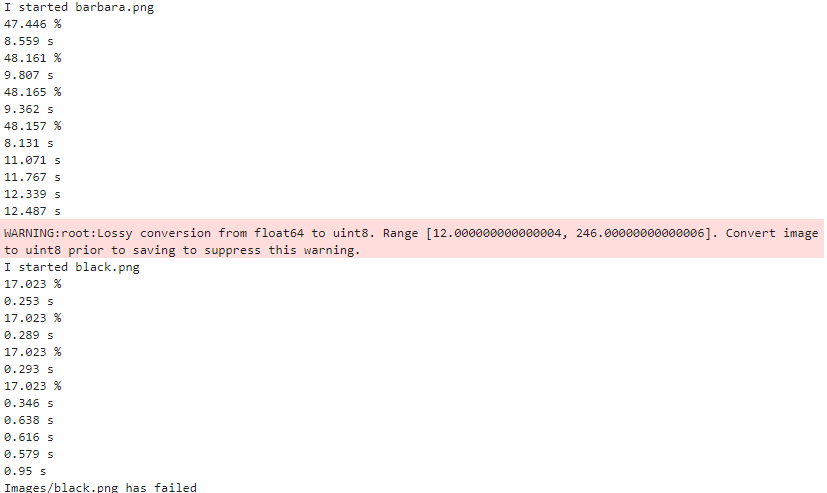 I started barbara.png
47.446 %
8.559 s
48.161 %
9.807 s
48.165 %
9.362 s
48.157 %
8.131 s
11.071 s
11.767 s
12.339 s
12.487 s
WARNING:root:Lossy conversion from float64 to uint8. Range [12.000000000000004, 246.00000000000006]. Convert image
to uint8 prior to saving to suppress this warning.
I started black.png
17.023 %
0.253 s
17.023 %
0.289 s
17.023 %
0.293 s
17.023 %
0.346 s
0.638 s
0.616 s
0.579 s
0.95 s
Images/black.png has failed